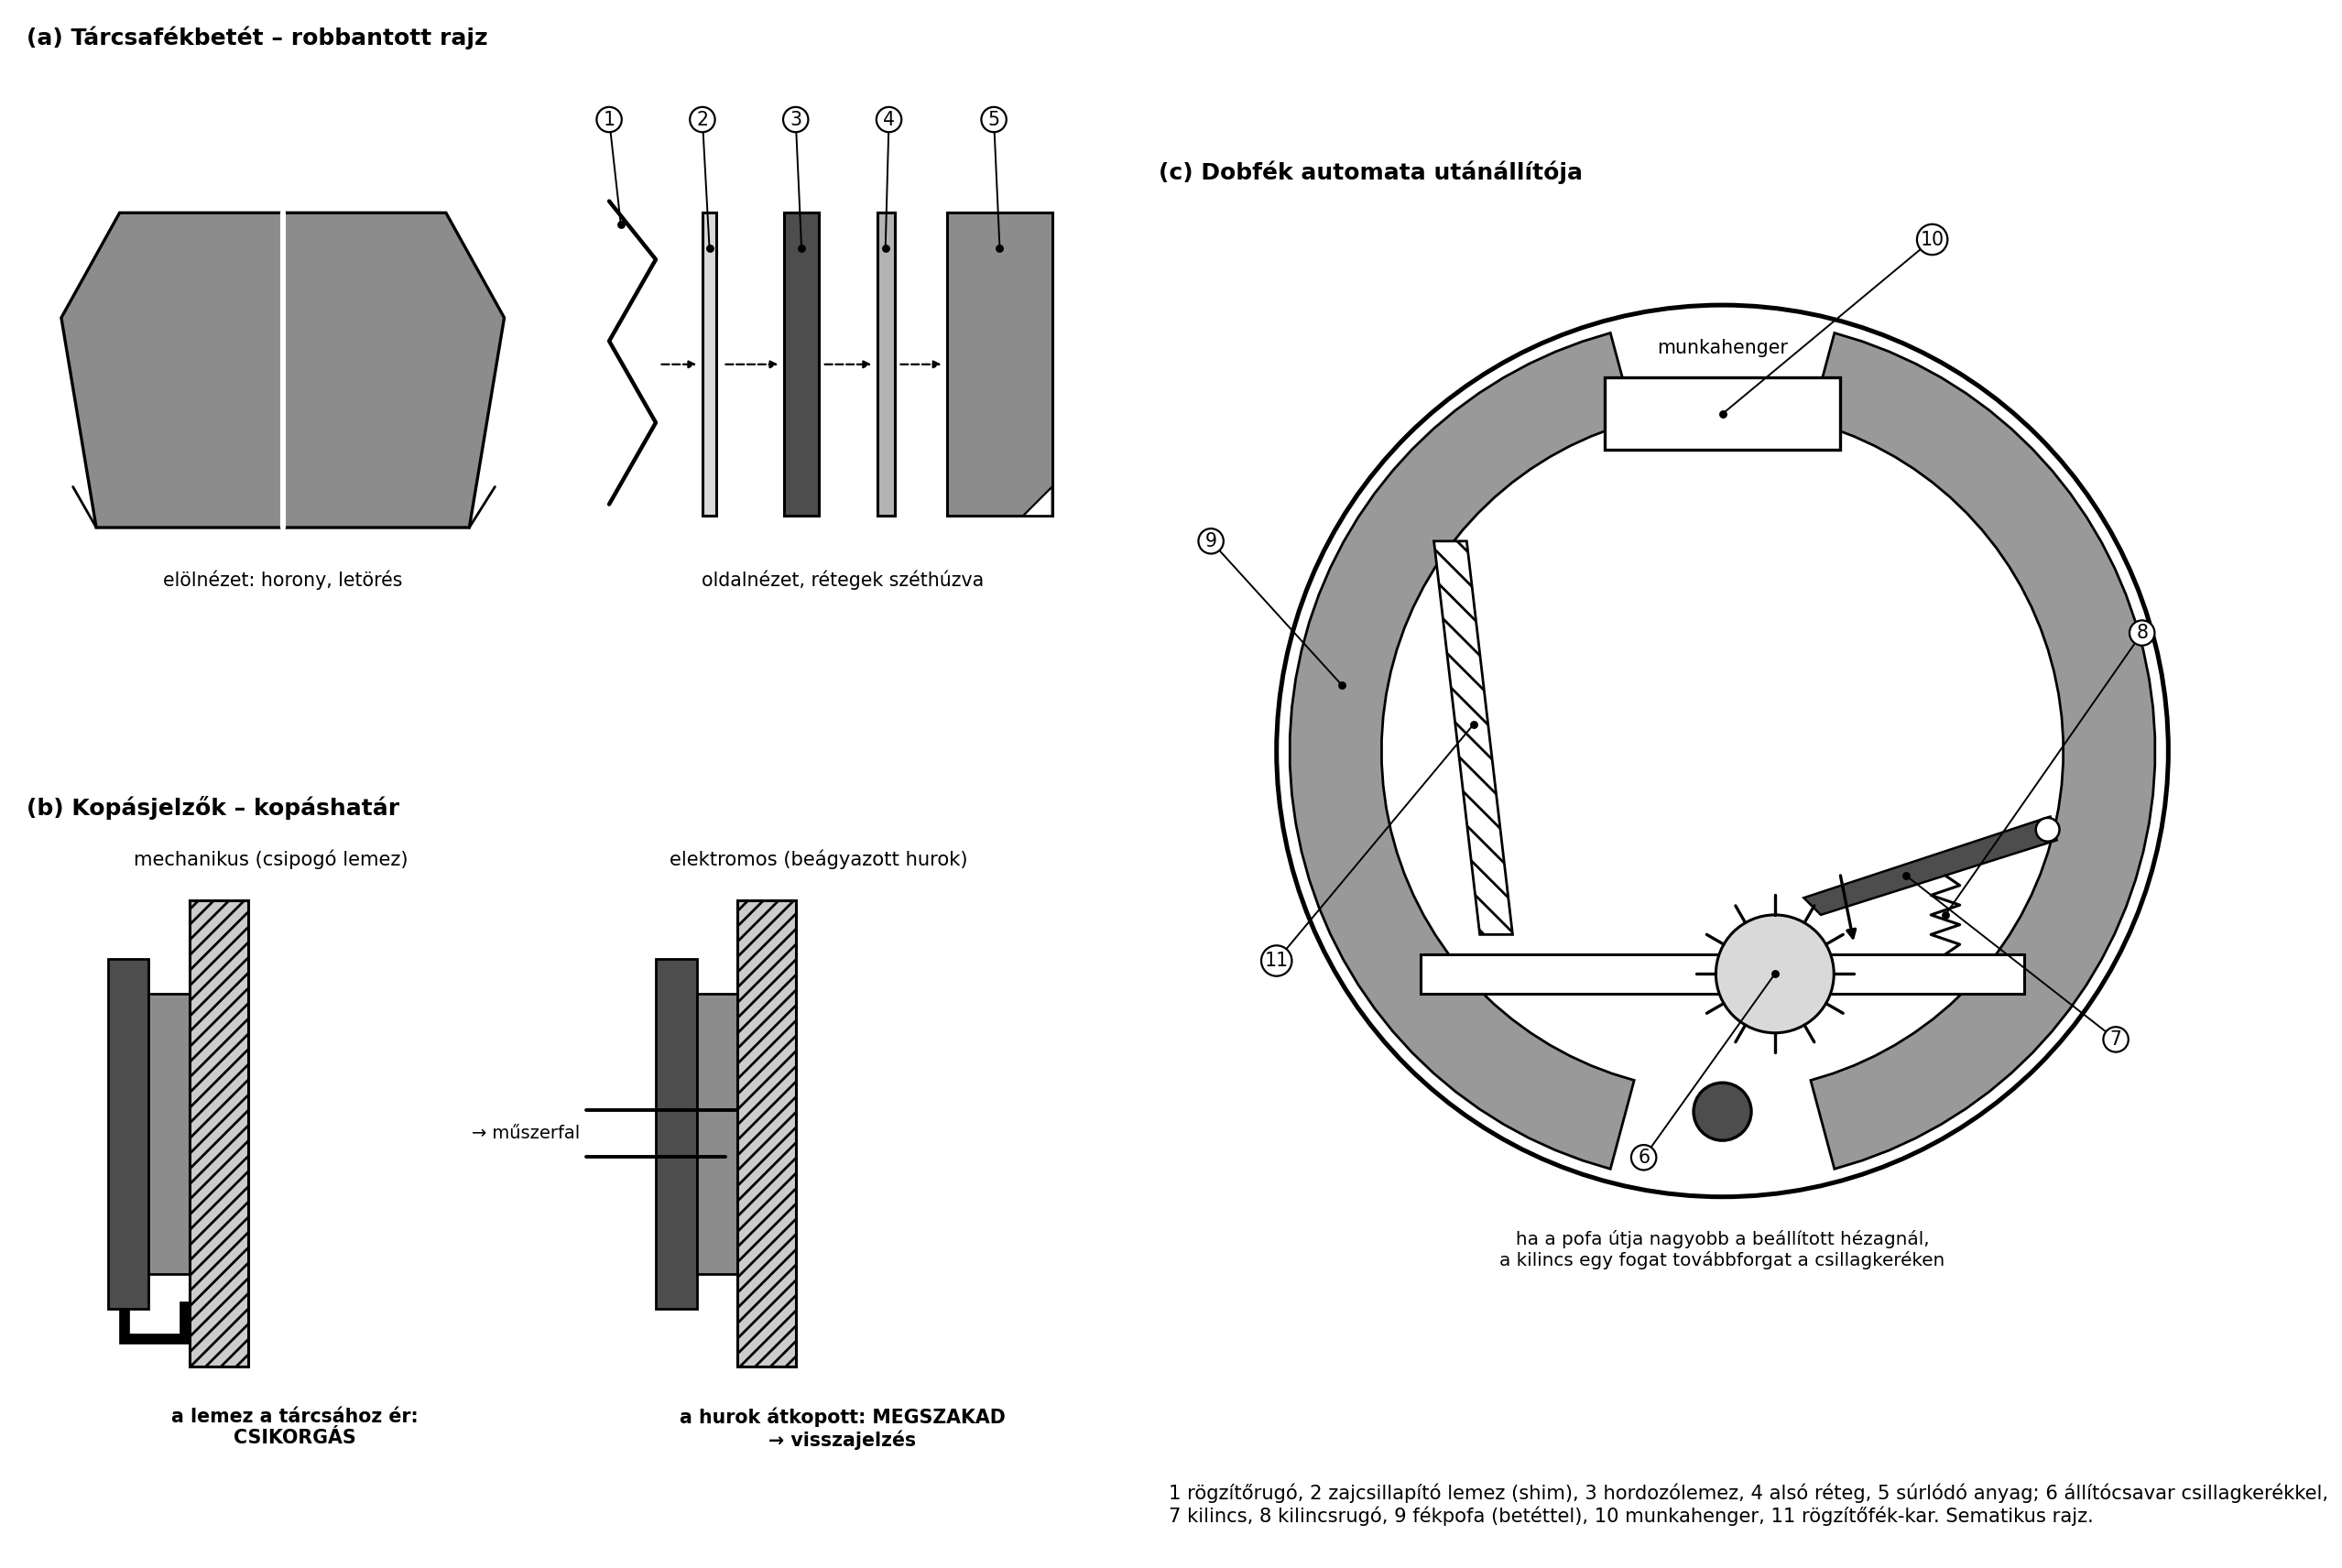 (a) Tárcsafékbetét – robbantott rajz
1
2
3
4
5
elölnézet: horony, letörés
oldalnézet, rétegek széthúzva
(b) Kopásjelzők – kopáshatár
mechanikus (csipogó lemez)
elektromos (beágyazott hurok)
→ műszerfal
a lemez a tárcsához ér:
CSIKORGÁS
a hurok átkopott: MEGSZAKAD
→ visszajelzés
(c) Dobfék automata utánállítója
10
munkahenger
9
8
11
7
6
ha a pofa útja nagyobb a beállított hézagnál,
a kilincs egy fogat továbbforgat a csillagkeréken
1 rögzítőrugó, 2 zajcsillapító lemez (shim), 3 hordozólemez, 4 alsó réteg, 5 súrlódó anyag; 6 állítócsavar csillagkerékkel,
7 kilincs, 8 kilincsrugó, 9 fékpofa (betéttel), 10 munkahenger, 11 rögzítőfék-kar. Sematikus rajz.